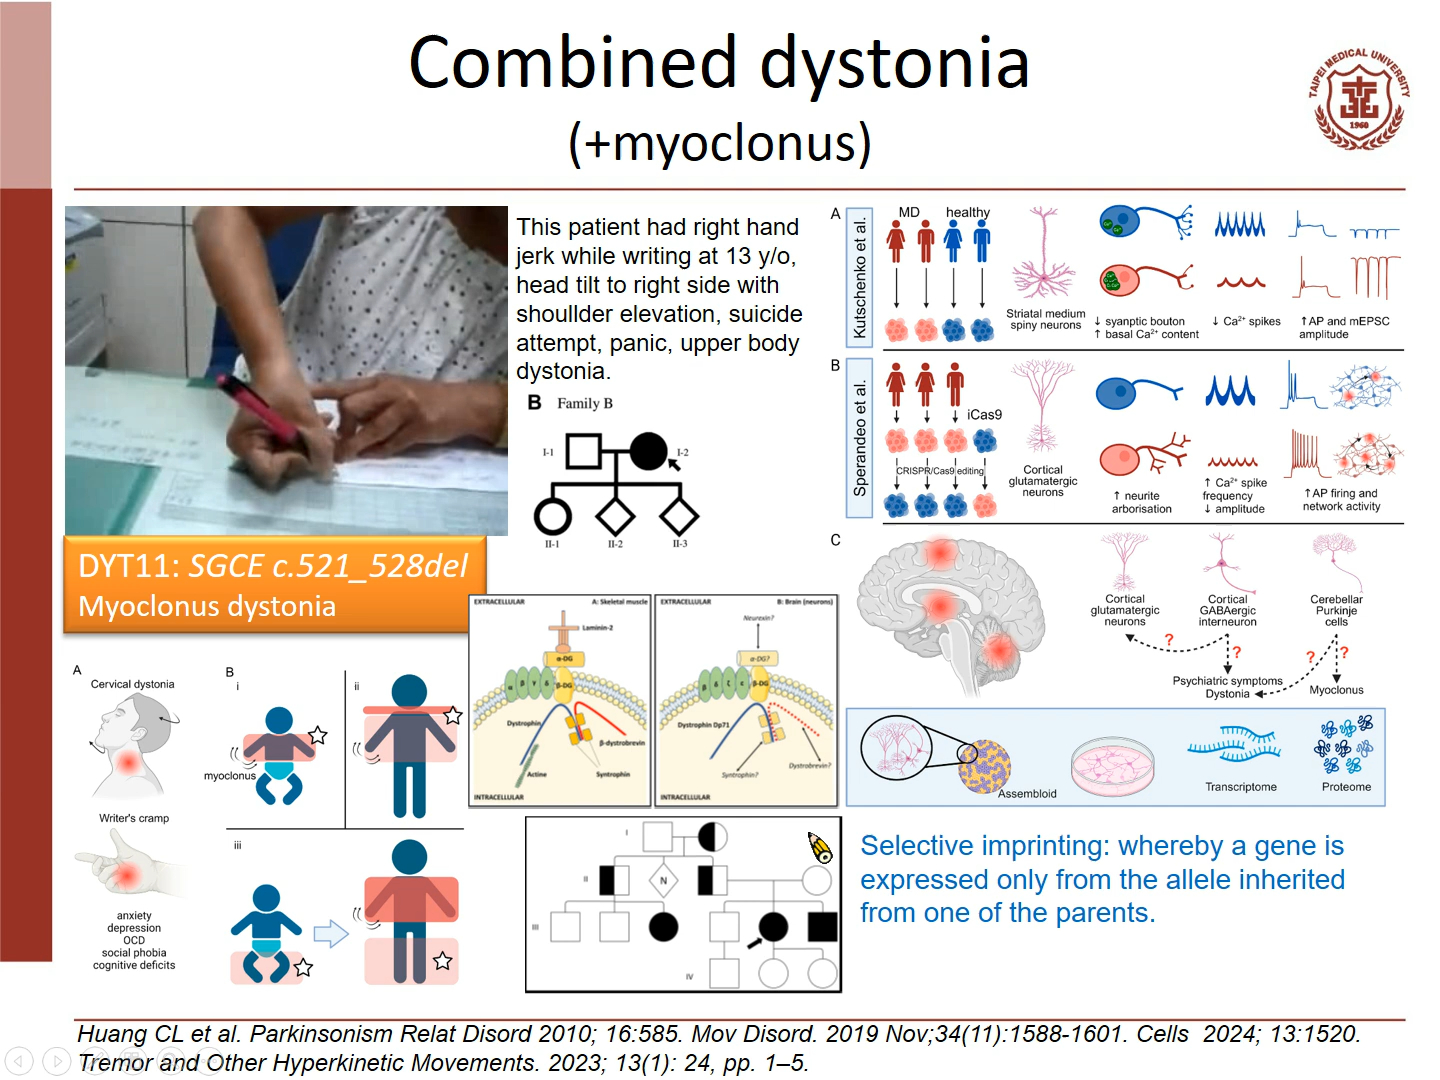 Combined dystonia
(+myoclonus)
TAIPEI MEDICAL UNIVERSITY
1960
This patient had right hand
jerk while writing at 13 y/o,
head tilt to right side with
shoullder elevation, suicide
attempt, panic, upper body
dystonia.
B Family B
I-1
I-2
II-1
II-2
II-3
DYT11: SGCE c.521_528del
Myoclonus dystonia
A
Kutschenko et al.
MD
healthy
Striatal medium
spiny neurons
↓ syanptic bouton
↑ basal Ca²⁺ content
↓ Ca²⁺ spikes
↑AP and mEPSC
amplitude
B
Sperandeo et al.
iCas9
CRISPR/Cas9 editing
Cortical
glutamatergic
neurons
↑ neurite
arborisation
↑ Ca²⁺ spike
frequency
↓ amplitude
↑AP firing and
network activity
C
Cortical
glutamatergic
neurons
Cortical
GABAergic
interneuron
Cerebellar
Purkinje
cells
?
?
?
?
Psychiatric symptoms
Dystonia
Myoclonus
Assembloid
Transcriptome
Proteome
A
Cervical dystonia
Writer's cramp
anxiety
depression
OCD
social phobia
cognitive deficits
B
i
myoclonus
ii
iii
EXTRACELLULAR
A: Skeletal muscle
Laminin-2
α-DG
α
β
γ
δ
β-DG
Dystrophin
β-dystrobrevin
Actine
Syntrophin
INTRACELLULAR
EXTRACELLULAR
B: Brain (neurons)
Neurexin?
α-DG?
β
δ
ζ
ε
β-DG
Dystrophin Dp71
Syntrophin?
Dystrobrevin?
INTRACELLULAR
I
II
N
III
IV
Selective imprinting: whereby a gene is
expressed only from the allele inherited
from one of the parents.
Huang CL et al. Parkinsonism Relat Disord 2010; 16:585. Mov Disord. 2019 Nov;34(11):1588-1601. Cells 2024; 13:1520.
Tremor and Other Hyperkinetic Movements. 2023; 13(1): 24, pp. 1–5.